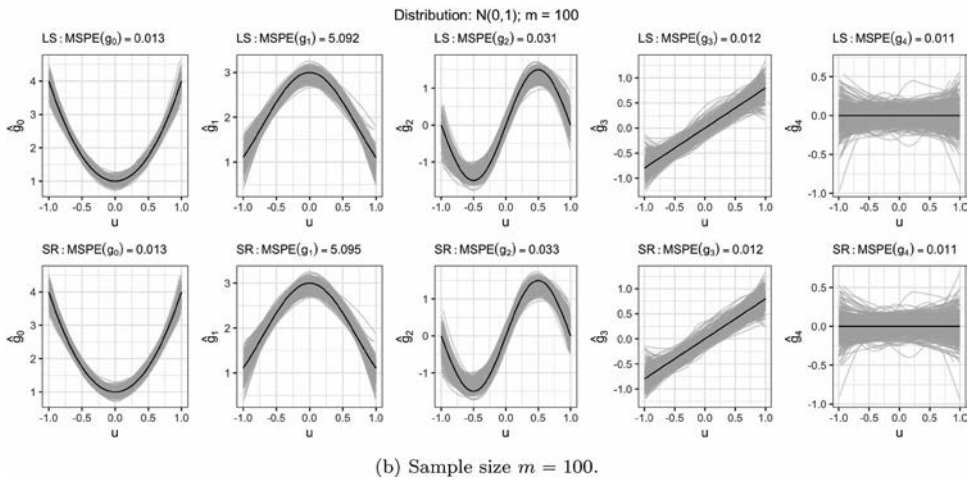 Distribution: N(0,1); m = 100
LS : MSPE(g₀) = 0.013
LS : MSPE(g₁) = 5.092
LS : MSPE(g₂) = 0.031
LS : MSPE(g₃) = 0.012
LS : MSPE(g₄) = 0.011
ĝ₀
4
3
2
1
-1.0 -0.5 0.0 0.5 1.0
u
ĝ₁
3
2
1
-1.0 -0.5 0.0 0.5 1.0
u
ĝ₂
1
0
-1
-1.0 -0.5 0.0 0.5 1.0
u
ĝ₃
1.0
0.5
0.0
-0.5
-1.0
-1.0 -0.5 0.0 0.5 1.0
u
ĝ₄
0.5
0.0
-0.5
-1.0
-1.0 -0.5 0.0 0.5 1.0
u
SR : MSPE(g₀) = 0.013
SR : MSPE(g₁) = 5.095
SR : MSPE(g₂) = 0.033
SR : MSPE(g₃) = 0.012
SR : MSPE(g₄) = 0.011
ĝ₀
4
3
2
1
-1.0 -0.5 0.0 0.5 1.0
u
ĝ₁
3
2
1
-1.0 -0.5 0.0 0.5 1.0
u
ĝ₂
1
0
-1
-1.0 -0.5 0.0 0.5 1.0
u
ĝ₃
1.0
0.5
0.0
-0.5
-1.0
-1.0 -0.5 0.0 0.5 1.0
u
ĝ₄
0.5
0.0
-0.5
-1.0
-1.0 -0.5 0.0 0.5 1.0
u
(b) Sample size m = 100.